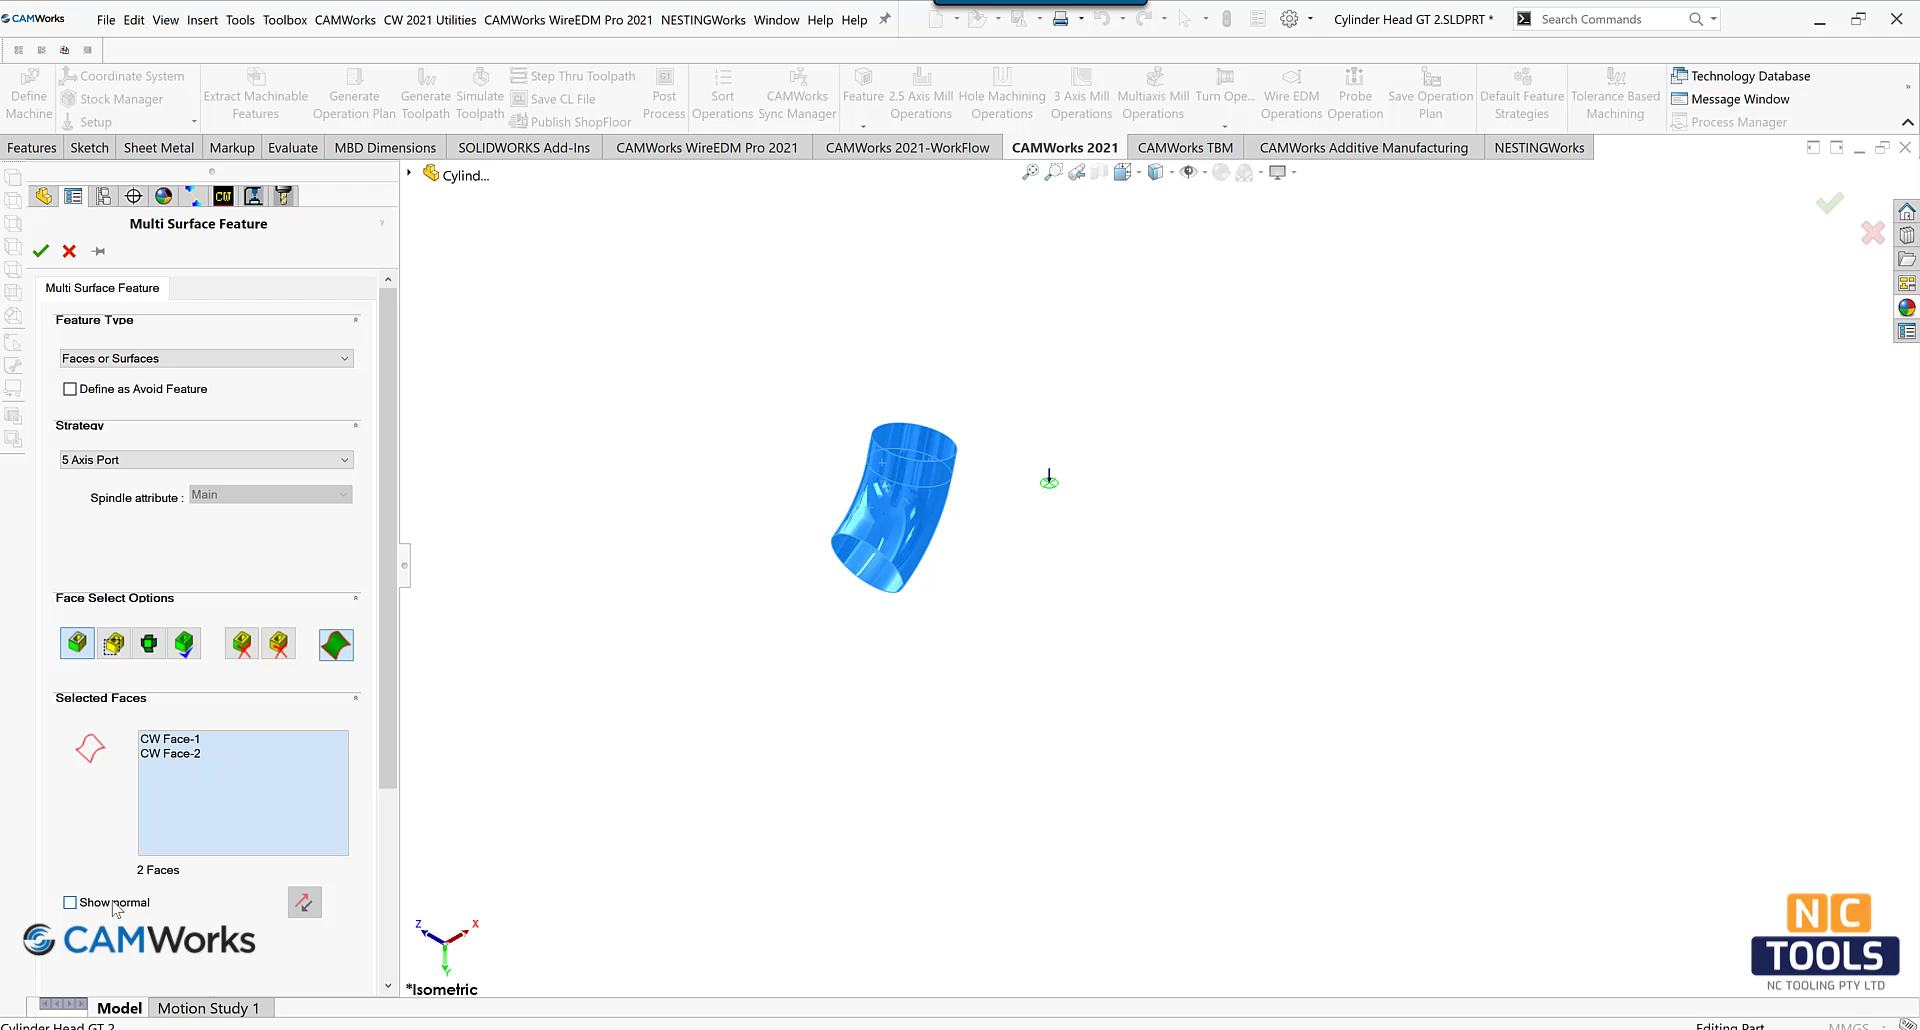 CAMWorks File Edit View Insert Tools Toolbox CAMWorks CW 2021 Utilities CAMWorks WireEDM Pro 2021 NESTINGWorks Window Help Help Cylinder Head GT 2.SLDPRT * Search Commands
Define Machine
Coordinate System
Stock Manager
Setup
Extract Machinable Features
Generate Operation Plan
Generate Toolpath
Simulate Toolpath
Step Thru Toolpath
Save CL File
Publish ShopFloor
Post Process
Sort Operations
CAMWorks Sync Manager
Feature
2.5 Axis Mill Operations
Hole Machining Operations
3 Axis Mill Operations
Multiaxis Mill Operations
Turn Ope...
Wire EDM Operations
Probe Operation
Save Operation Plan
Default Feature Strategies
Tolerance Based Machining
Technology Database
Message Window
Process Manager
Features Sketch Sheet Metal Markup Evaluate MBD Dimensions SOLIDWORKS Add-Ins CAMWorks WireEDM Pro 2021 CAMWorks 2021-WorkFlow CAMWorks 2021 CAMWorks TBM CAMWorks Additive Manufacturing NESTINGWorks
Cylind...
Multi Surface Feature
Multi Surface Feature
Feature Type
Faces or Surfaces
Define as Avoid Feature
Strategy
5 Axis Port
Spindle attribute : Main
Face Select Options
Selected Faces
CW Face-1
CW Face-2
2 Faces
Show normal
CAMWorks
Z X
Y
*Isometric
NC
TOOLS
NC TOOLING PTY LTD
Model Motion Study 1
Cylinder Head GT 2 Editing Part MMGS